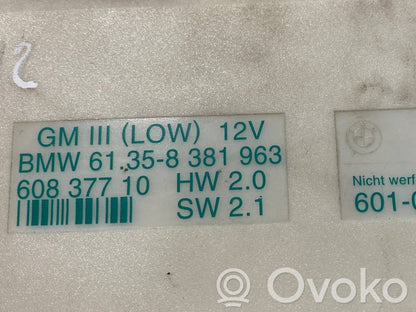 2
GM III (LOW) 12V
BMW 61.35-8 381 963
608 377 10 HW 2.0
SW 2.1
Nicht werf
601-0
Ovoko